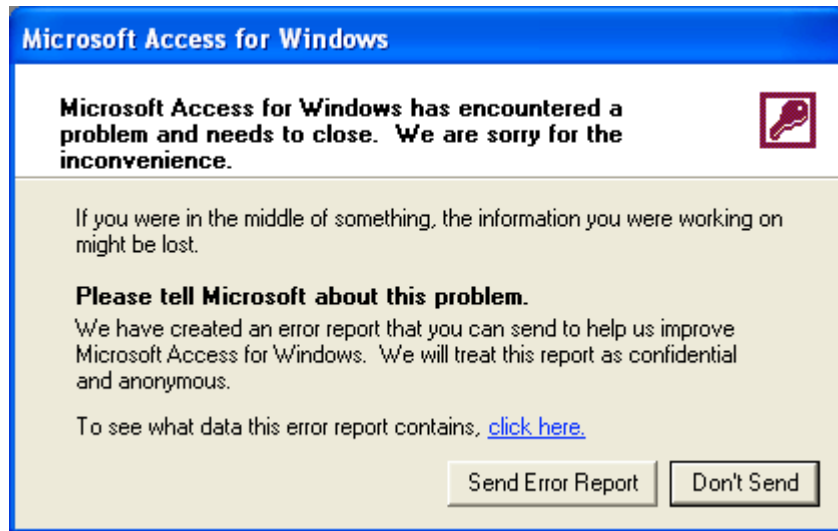 Microsoft Access for Windows
Microsoft Access for Windows has encountered a
problem and needs to close.  We are sorry for the
inconvenience.
If you were in the middle of something, the information you were working on
might be lost.
Please tell Microsoft about this problem.
We have created an error report that you can send to help us improve
Microsoft Access for Windows.  We will treat this report as confidential
and anonymous.
To see what data this error report contains, click here.
Send Error Report
Don't Send